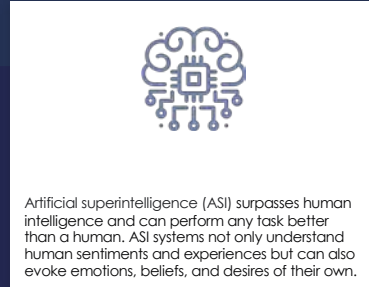 Artificial superintelligence (ASI) surpasses human
intelligence and can perform any task better
than a human. ASI systems not only understand
human sentiments and experiences but can also
evoke emotions, beliefs, and desires of their own.